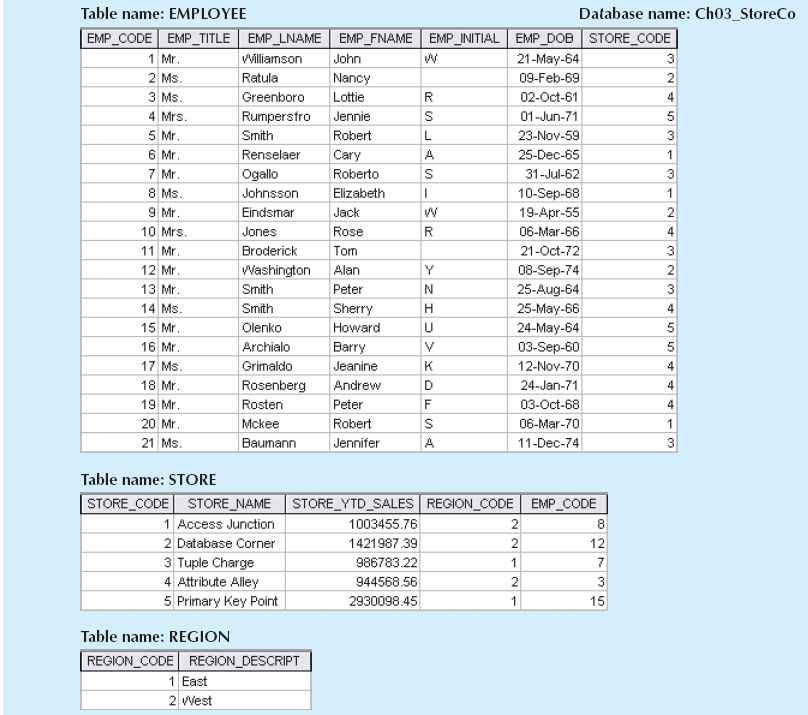 Table name: EMPLOYEE Database name: Ch03_StoreCo
EMP_CODE EMP_TITLE EMP_LNAME EMP_FNAME EMP_INITIAL EMP_DOB STORE_CODE
1 Mr. Williamson John W 21-May-64 3
2 Ms. Ratula Nancy 09-Feb-69 2
3 Ms. Greenboro Lottie R 02-Oct-61 4
4 Mrs. Rumpersfro Jennie S 01-Jun-71 5
5 Mr. Smith Robert L 23-Nov-59 3
6 Mr. Renselaer Cary A 25-Dec-65 1
7 Mr. Ogallo Roberto S 31-Jul-62 3
8 Ms. Johnsson Elizabeth I 10-Sep-68 1
9 Mr. Eindsmar Jack W 19-Apr-55 2
10 Mrs. Jones Rose R 06-Mar-66 4
11 Mr. Broderick Tom 21-Oct-72 3
12 Mr. Washington Alan Y 08-Sep-74 2
13 Mr. Smith Peter N 25-Aug-64 3
14 Ms. Smith Sherry H 25-May-66 4
15 Mr. Olenko Howard U 24-May-64 5
16 Mr. Archialo Barry V 03-Sep-60 5
17 Ms. Grimaldo Jeanine K 12-Nov-70 4
18 Mr. Rosenberg Andrew D 24-Jan-71 4
19 Mr. Rosten Peter F 03-Oct-68 4
20 Mr. Mckee Robert S 06-Mar-70 1
21 Ms. Baumann Jennifer A 11-Dec-74 3
Table name: STORE
STORE_CODE STORE_NAME STORE_YTD_SALES REGION_CODE EMP_CODE
1 Access Junction 1003455.76 2 8
2 Database Corner 1421987.39 2 12
3 Tuple Charge 986783.22 1 7
4 Attribute Alley 944568.56 2 3
5 Primary Key Point 2930098.45 1 15
Table name: REGION
REGION_CODE REGION_DESCRIPT
1 East
2 West